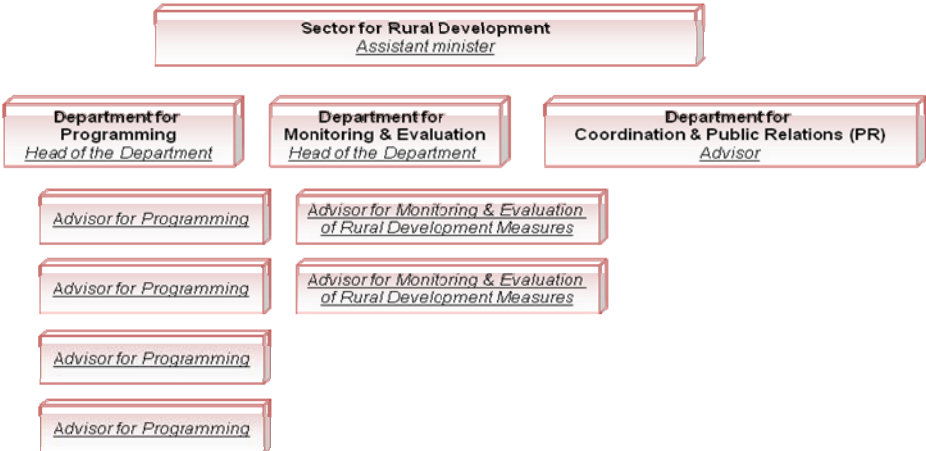 Sector for Rural Development
Assistant minister
Department for
Programming
Head of the Department
Department for
Monitoring & Evaluation
Head of the Department
Department for
Coordination & Public Relations (PR)
Advisor
Advisor for Programming
Advisor for Programming
Advisor for Programming
Advisor for Programming
Advisor for Monitoring & Evaluation
of Rural Development Measures
Advisor for Monitoring & Evaluation
of Rural Development Measures